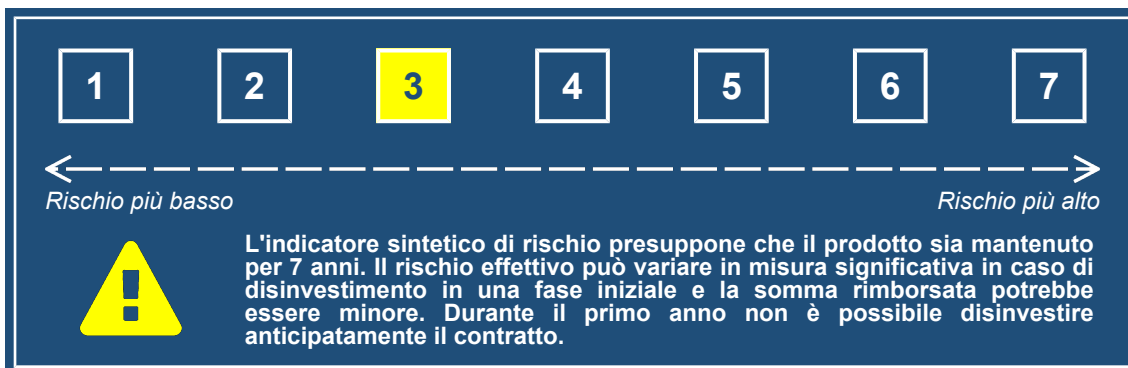 1 2 3 4 5 6 7
Rischio più basso Rischio più alto
L'indicatore sintetico di rischio presuppone che il prodotto sia mantenuto
per 7 anni. Il rischio effettivo può variare in misura significativa in caso di
disinvestimento in una fase iniziale e la somma rimborsata potrebbe
essere minore. Durante il primo anno non è possibile disinvestire
anticipatamente il contratto.